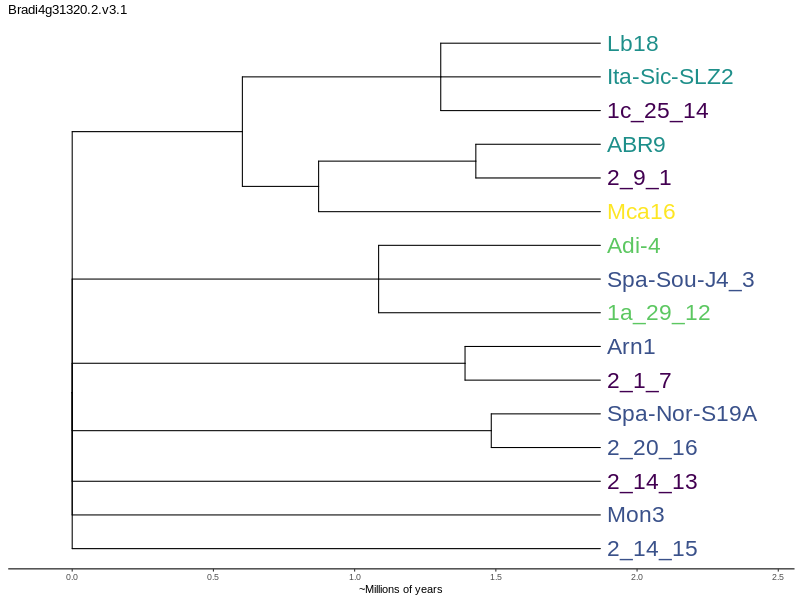 Bradi4g31320.2.v3.1
Lb18
Ita-Sic-SLZ2
1c_25_14
ABR9
2_9_1
Mca16
Adi-4
Spa-Sou-J4_3
1a_29_12
Arn1
2_1_7
Spa-Nor-S19A
2_20_16
2_14_13
Mon3
2_14_15
0.0 0.5 1.0 1.5 2.0 2.5
~Millions of years